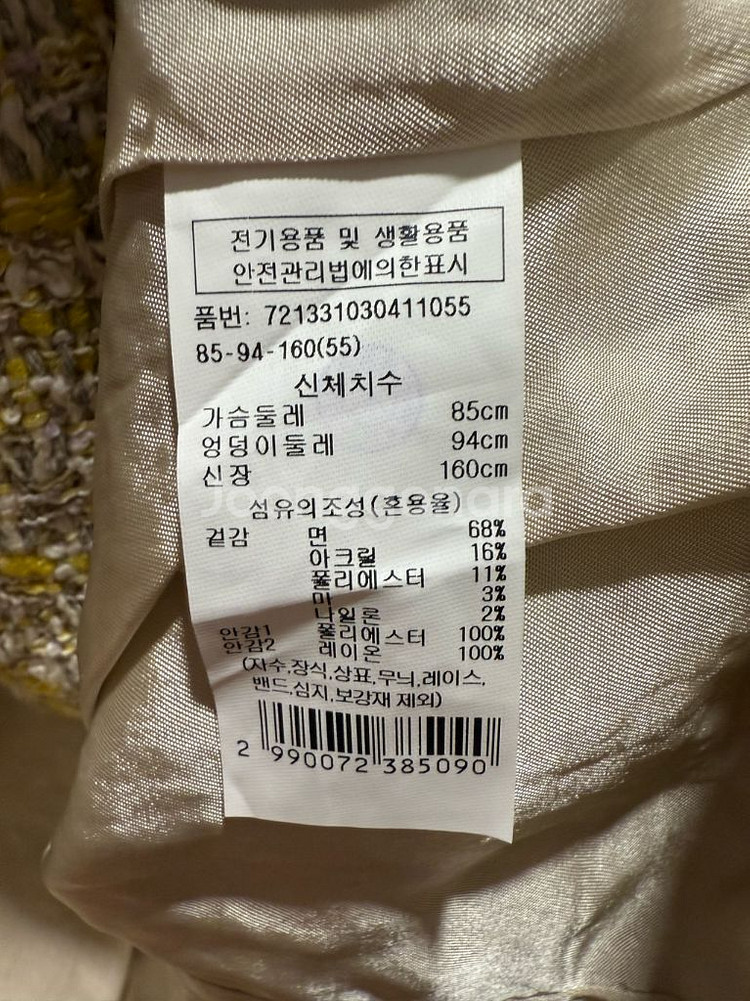 전기용품 및 생활용품
안전관리법에의한표시
품번: 721331030411055
85-94-160(55)
신체치수
가슴둘레 85cm
엉덩이둘레 94cm
신장 160cm
섬유의조성(혼용율)
겉감 면 68%
아크릴 16%
폴리에스터 11%
마 3%
나일론 2%
안감1 폴리에스터 100%
안감2 레이온 100%
(자수,장식,상표,무늬,레이스,
밴드,심지,보강재 제외)
2 990072 385090